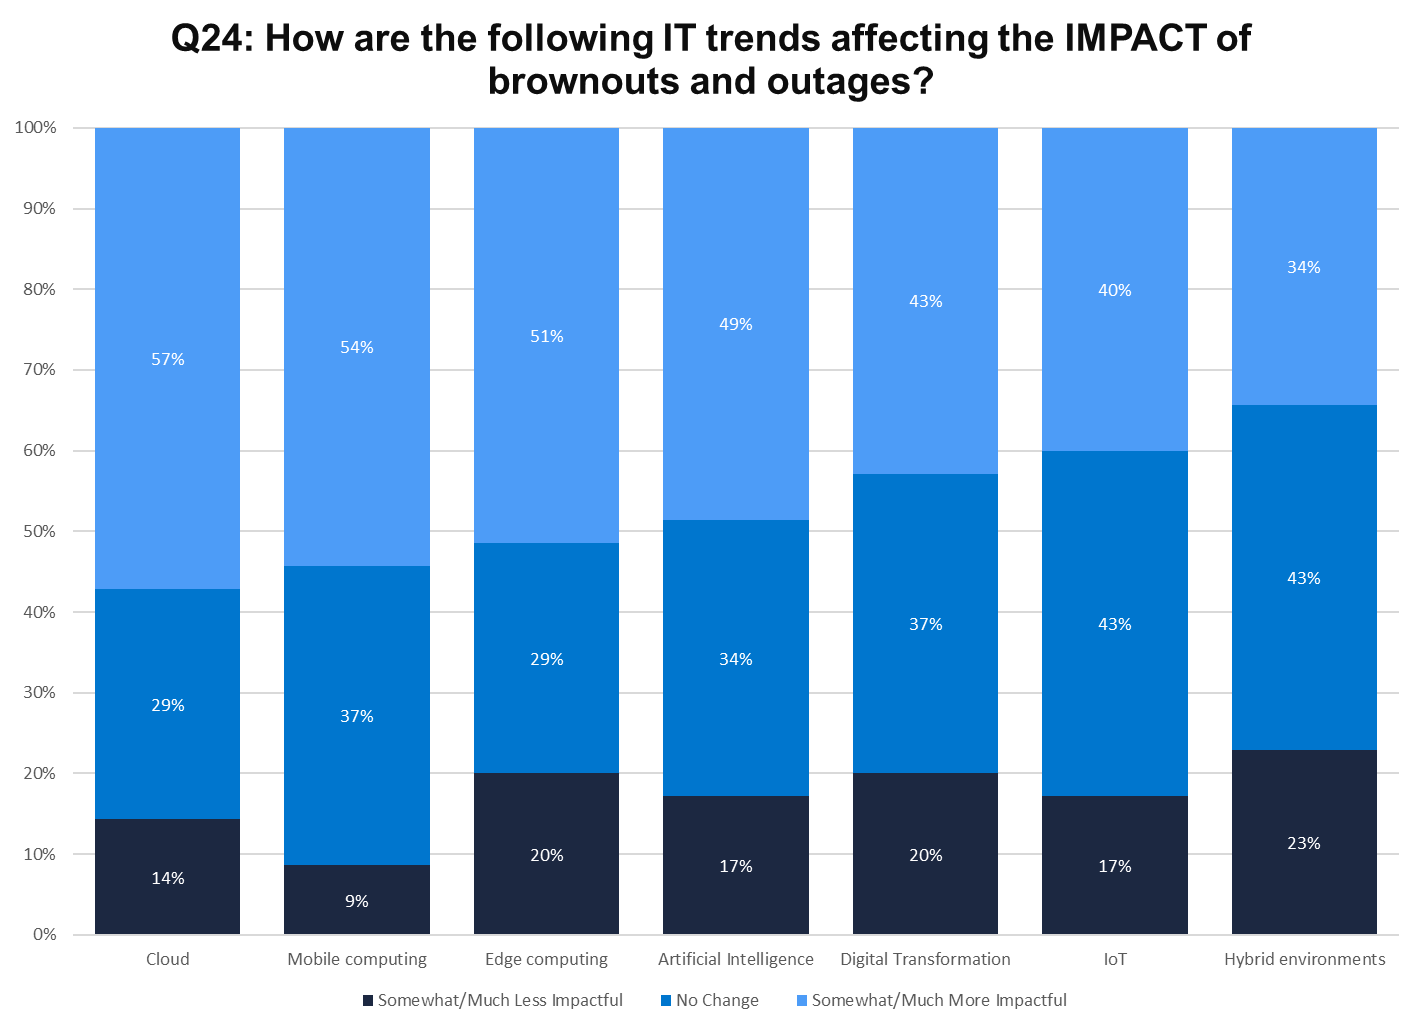 Q24: How are the following IT trends affecting the IMPACT of
brownouts and outages?
100%
90%
80%
70%
60%
50%
40%
30%
20%
10%
0%
57%
29%
14%
54%
37%
9%
51%
29%
20%
49%
34%
17%
43%
37%
20%
40%
43%
17%
34%
43%
23%
Cloud
Mobile computing
Edge computing
Artificial Intelligence
Digital Transformation
IoT
Hybrid environments
Somewhat/Much Less Impactful
No Change
Somewhat/Much More Impactful